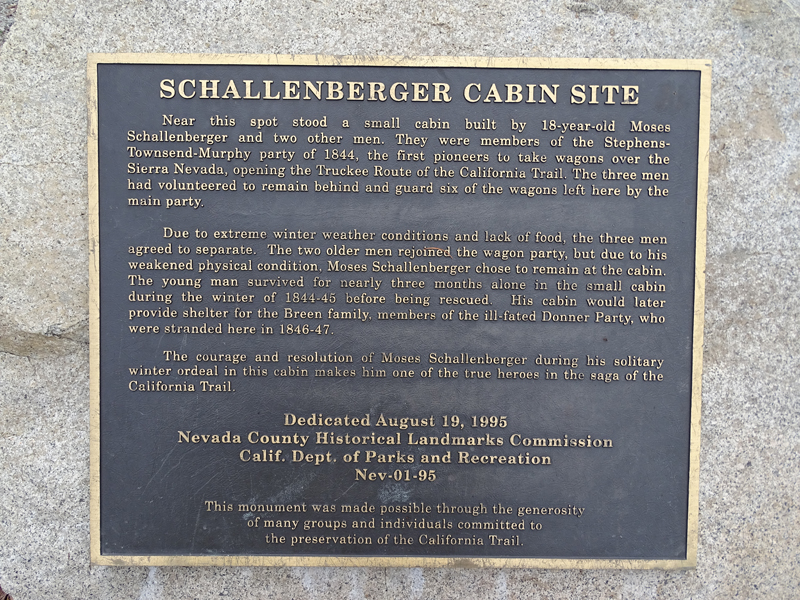 SCHALLENBERGER CABIN SITE
Near this spot stood a small cabin built by 18-year-old Moses
Schallenberger and two other men. They were members of the Stephens-
Townsend-Murphy party of 1844, the first pioneers to take wagons over the
Sierra Nevada, opening the Truckee Route of the California Trail. The three men
had volunteered to remain behind and guard six of the wagons left here by the
main party.
Due to extreme winter weather conditions and lack of food, the three men
agreed to separate. The two older men rejoined the wagon party, but due to his
weakened physical condition, Moses Schallenberger chose to remain at the cabin.
The young man survived for nearly three months alone in the small cabin
during the winter of 1844-45 before being rescued. His cabin would later
provide shelter for the Breen family, members of the ill-fated Donner Party, who
were stranded here in 1846-47.
The courage and resolution of Moses Schallenberger during his solitary
winter ordeal in this cabin makes him one of the true heroes in the saga of the
California Trail.
Dedicated August 19, 1995
Nevada County Historical Landmarks Commission
Calif. Dept. of Parks and Recreation
Nev-01-95
This monument was made possible through the generosity
of many groups and individuals committed to
the preservation of the California Trail.